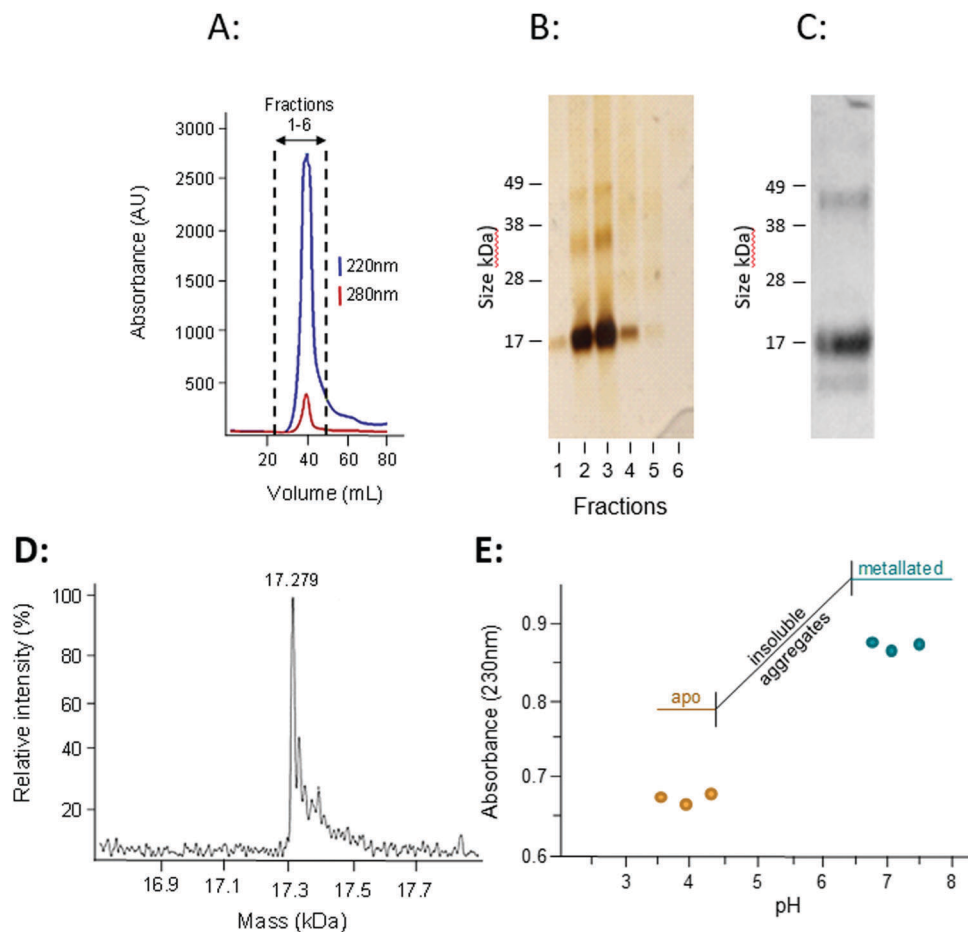 A:
B:
C:
Fractions
1-6
3000
2500
2000
1500
1000
500
Absorbance (AU)
220nm
280nm
20 40 60 80
Volume (mL)
49
38
28
17
Size kDa)
1 2 3 4 5 6
Fractions
49
38
28
17
Size kDa)
D:
17.279
100
80
60
40
20
Relative intensity (%)
16.9 17.1 17.3 17.5 17.7
Mass (kDa)
E:
metallated
insoluble
aggregates
apo
0.9
0.8
0.7
0.6
Absorbance (230nm)
3 4 5 6 7 8
pH